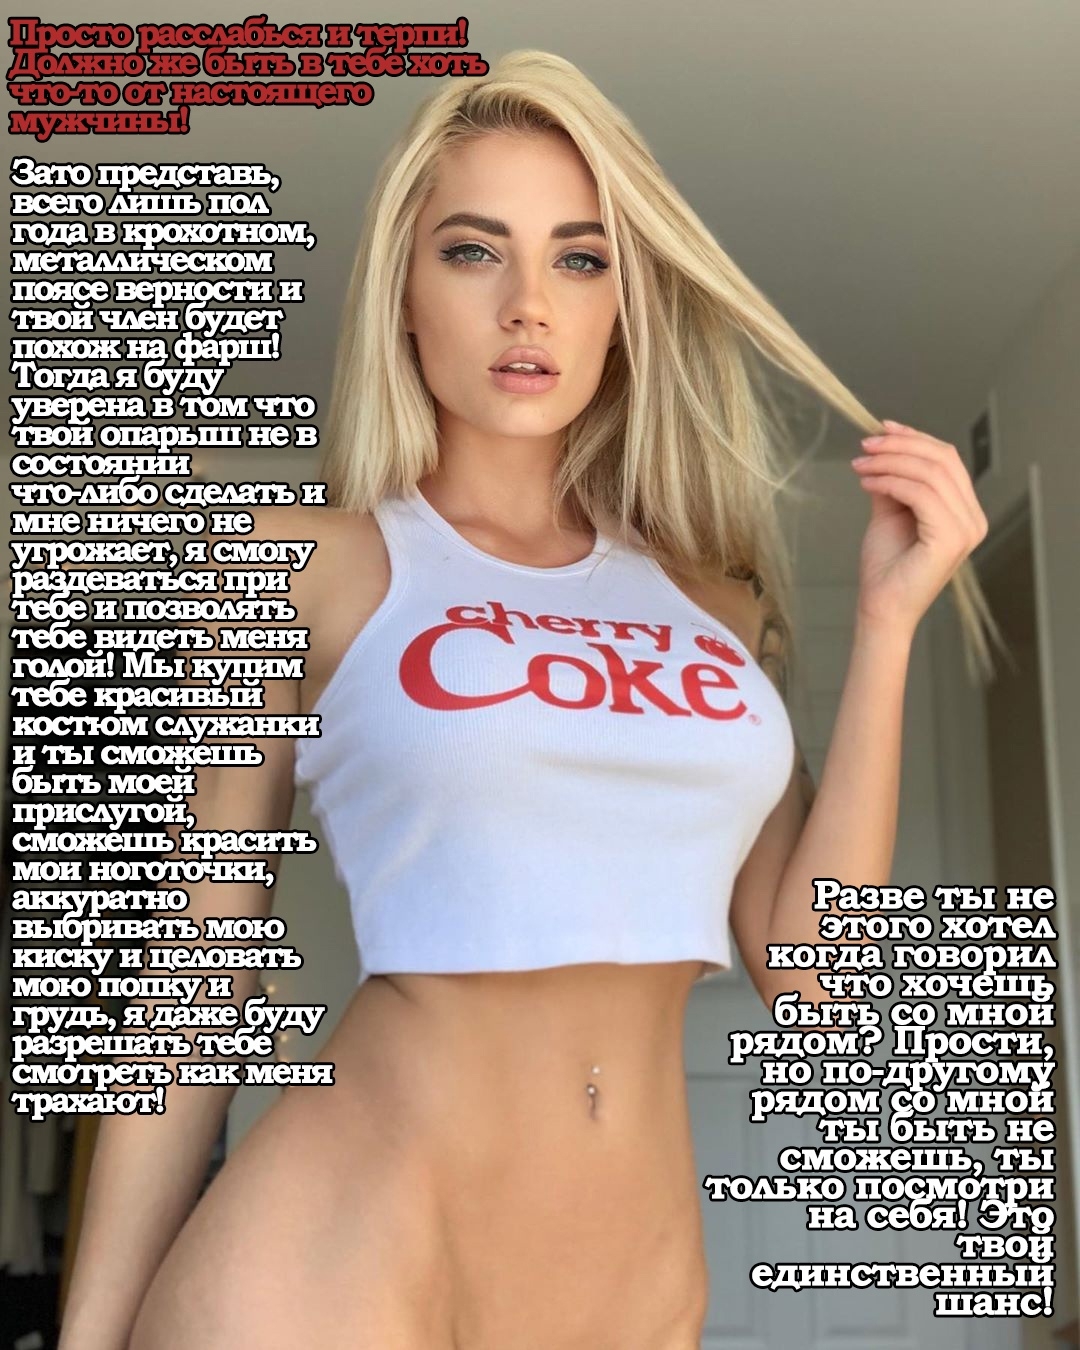 Просто расслабься и терпи!
Должно же быть в тебе хоть
что-то от настоящего
мужчины!
Зато представь,
всего лишь пол
года в крохотном,
металлическом
поясе верности и
твой член будет
похож на фарш!
Тогда я буду
уверена в том что
твой опарыш не в
состоянии
что-либо сделать и
мне ничего не
угрожает, я смогу
раздеваться при
тебе и позволять
тебе видеть меня
голой! Мы купим
тебе красивый
костюм служанки
и ты сможешь
быть моей
прислугой,
сможешь красить
мои ноготочки,
аккуратно
выбривать мою
киску и целовать
мою попку и
грудь, я даже буду
разрешать тебе
смотреть как меня
трахают!
cherry
Coke®
Разве ты не
этого хотел
когда говорил
что хочешь
быть со мной
рядом? Прости,
но по-другому
рядом со мной
ты быть не
сможешь, ты
только посмотри
на себя! Это
твой
единственный
шанс!